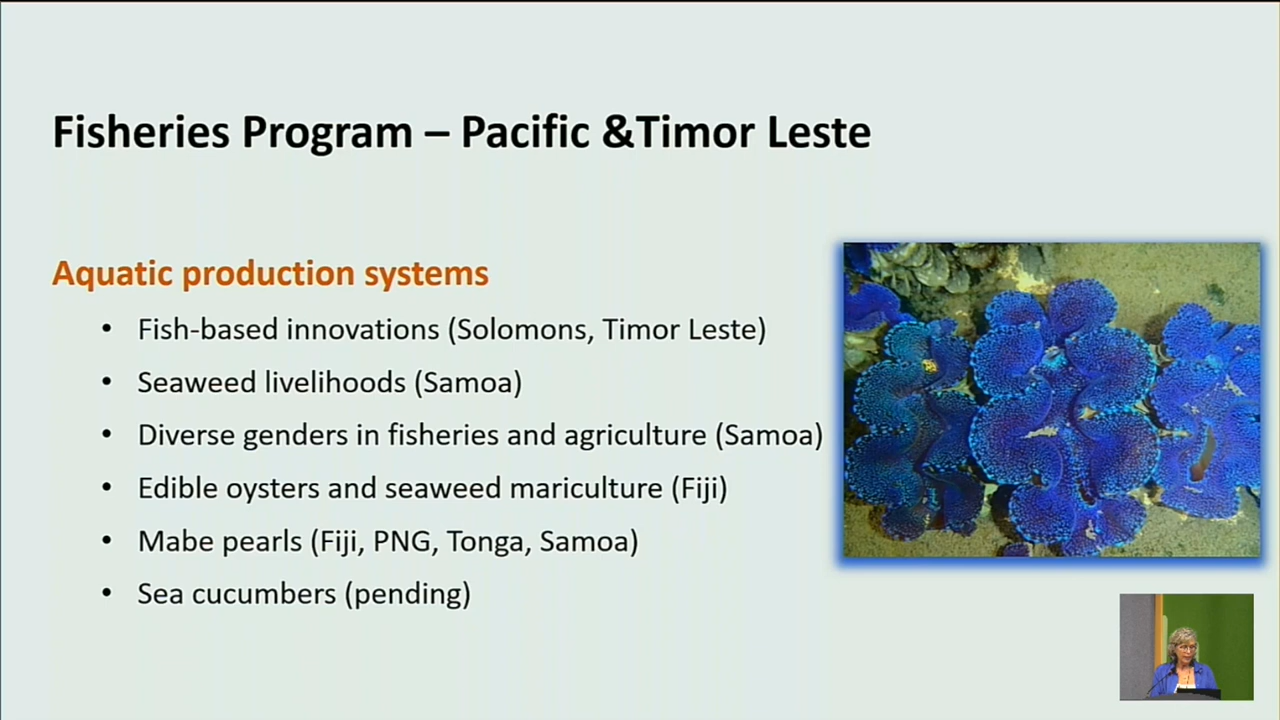 Fisheries Program – Pacific &Timor Leste
Aquatic production systems
• Fish-based innovations (Solomons, Timor Leste)
• Seaweed livelihoods (Samoa)
• Diverse genders in fisheries and agriculture (Samoa)
• Edible oysters and seaweed mariculture (Fiji)
• Mabe pearls (Fiji, PNG, Tonga, Samoa)
• Sea cucumbers (pending)